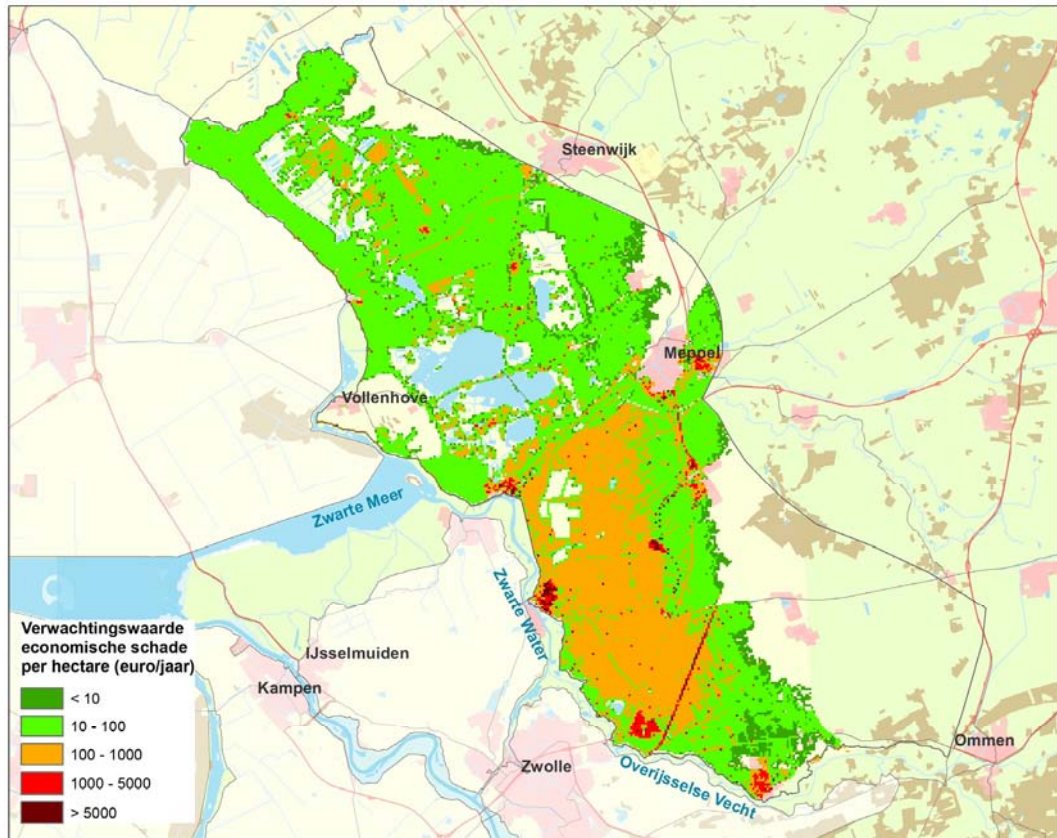 Steenwijk
Meppel
Vollenhove
Zwarte Meer
Zwarte Water
IJsselmuiden
Kampen
Zwolle
Overijsselse Vecht
Ommen
Verwachtingswaarde
economische schade
per hectare (euro/jaar)
< 10
10 - 100
100 - 1000
1000 - 5000
> 5000